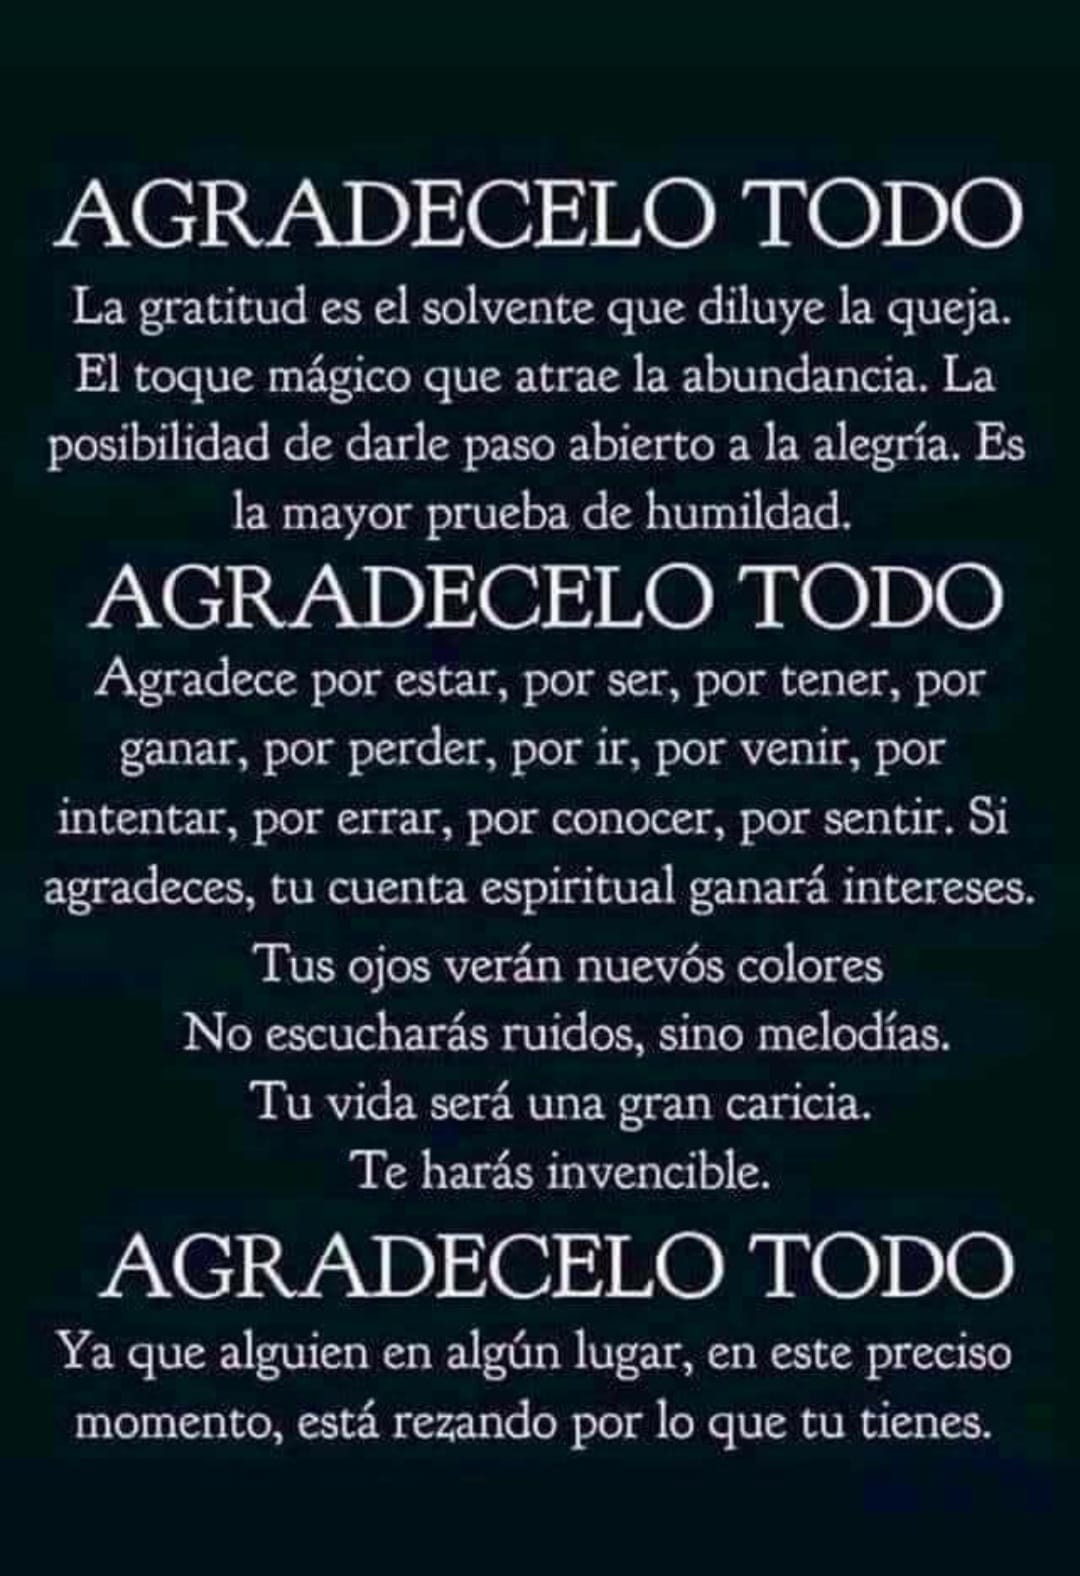 AGRADECELO TODO
La gratitud es el solvente que diluye la queja.
El toque mágico que atrae la abundancia. La
posibilidad de darle paso abierto a la alegría. Es
la mayor prueba de humildad.
AGRADECELO TODO
Agradece por estar, por ser, por tener, por
ganar, por perder, por ir, por venir, por
intentar, por errar, por conocer, por sentir. Si
agradeces, tu cuenta espiritual ganará intereses.
Tus ojos verán nuevós colores
No escucharás ruidos, sino melodías.
Tu vida será una gran caricia.
Te harás invencible.
AGRADECELO TODO
Ya que alguien en algún lugar, en este preciso
momento, está rezando por lo que tu tienes.